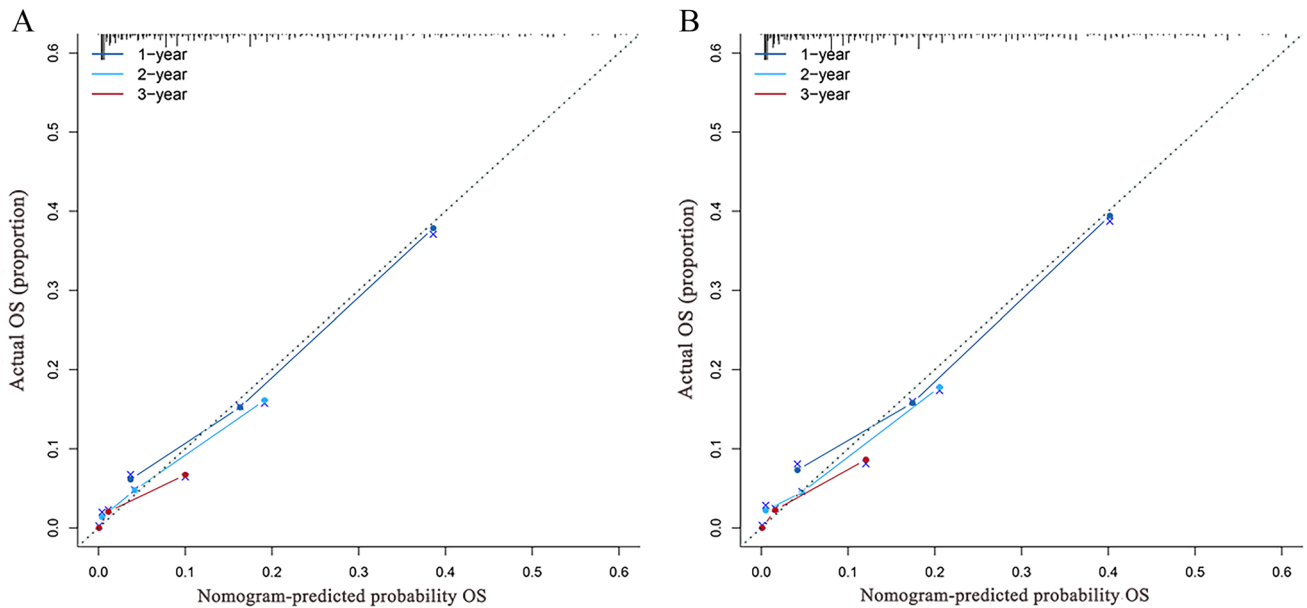 A
0.6
0.5
0.4
0.3
0.2
0.1
0.0
Actual OS (proportion)
1−year
2−year
3−year
0.0 0.1 0.2 0.3 0.4 0.5 0.6
Nomogram-predicted probability OS
B
0.6
0.5
0.4
0.3
0.2
0.1
0.0
Actual OS (proportion)
1−year
2−year
3−year
0.0 0.1 0.2 0.3 0.4 0.5 0.6
Nomogram-predicted probability OS